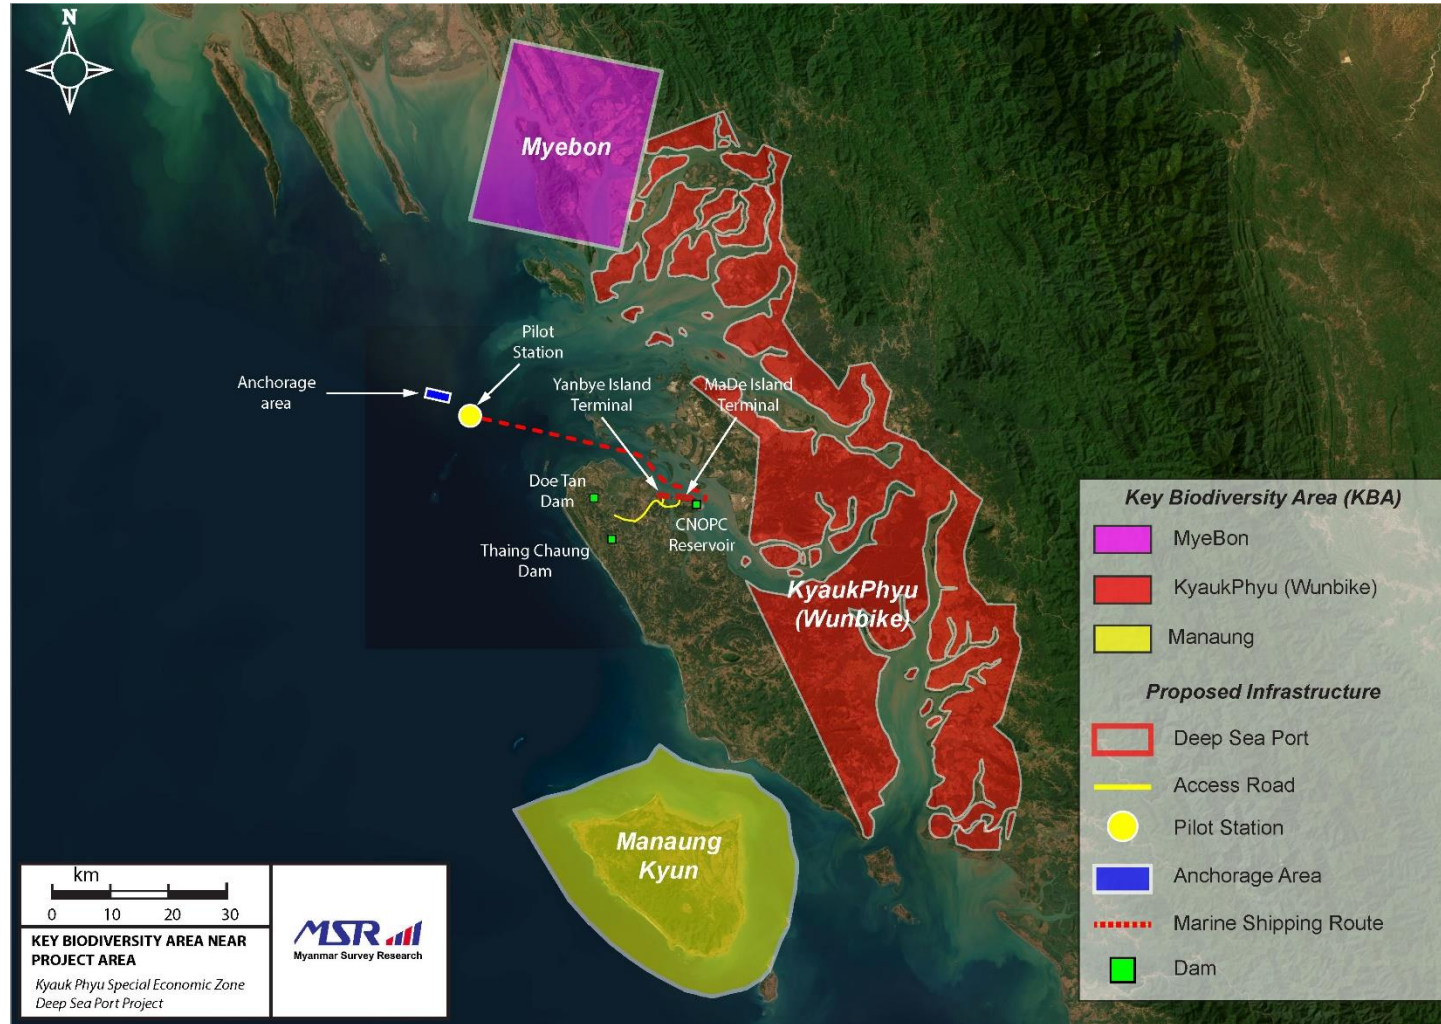 N
Myebon
Pilot
Station
Anchorage
area
Yanbye Island
Terminal
MaDe Island
Terminal
Doe Tan
Dam
CNOPC
Reservoir
Thaing Chaung
Dam
KyaukPhyu
(Wunbike)
Manaung
Kyun
Key Biodiversity Area (KBA)
MyeBon
KyaukPhyu (Wunbike)
Manaung
Proposed Infrastructure
Deep Sea Port
Access Road
Pilot Station
Anchorage Area
Marine Shipping Route
Dam
km
0 10 20 30
KEY BIODIVERSITY AREA NEAR
PROJECT AREA
Kyauk Phyu Special Economic Zone
Deep Sea Port Project
MSR
Myanmar Survey Research